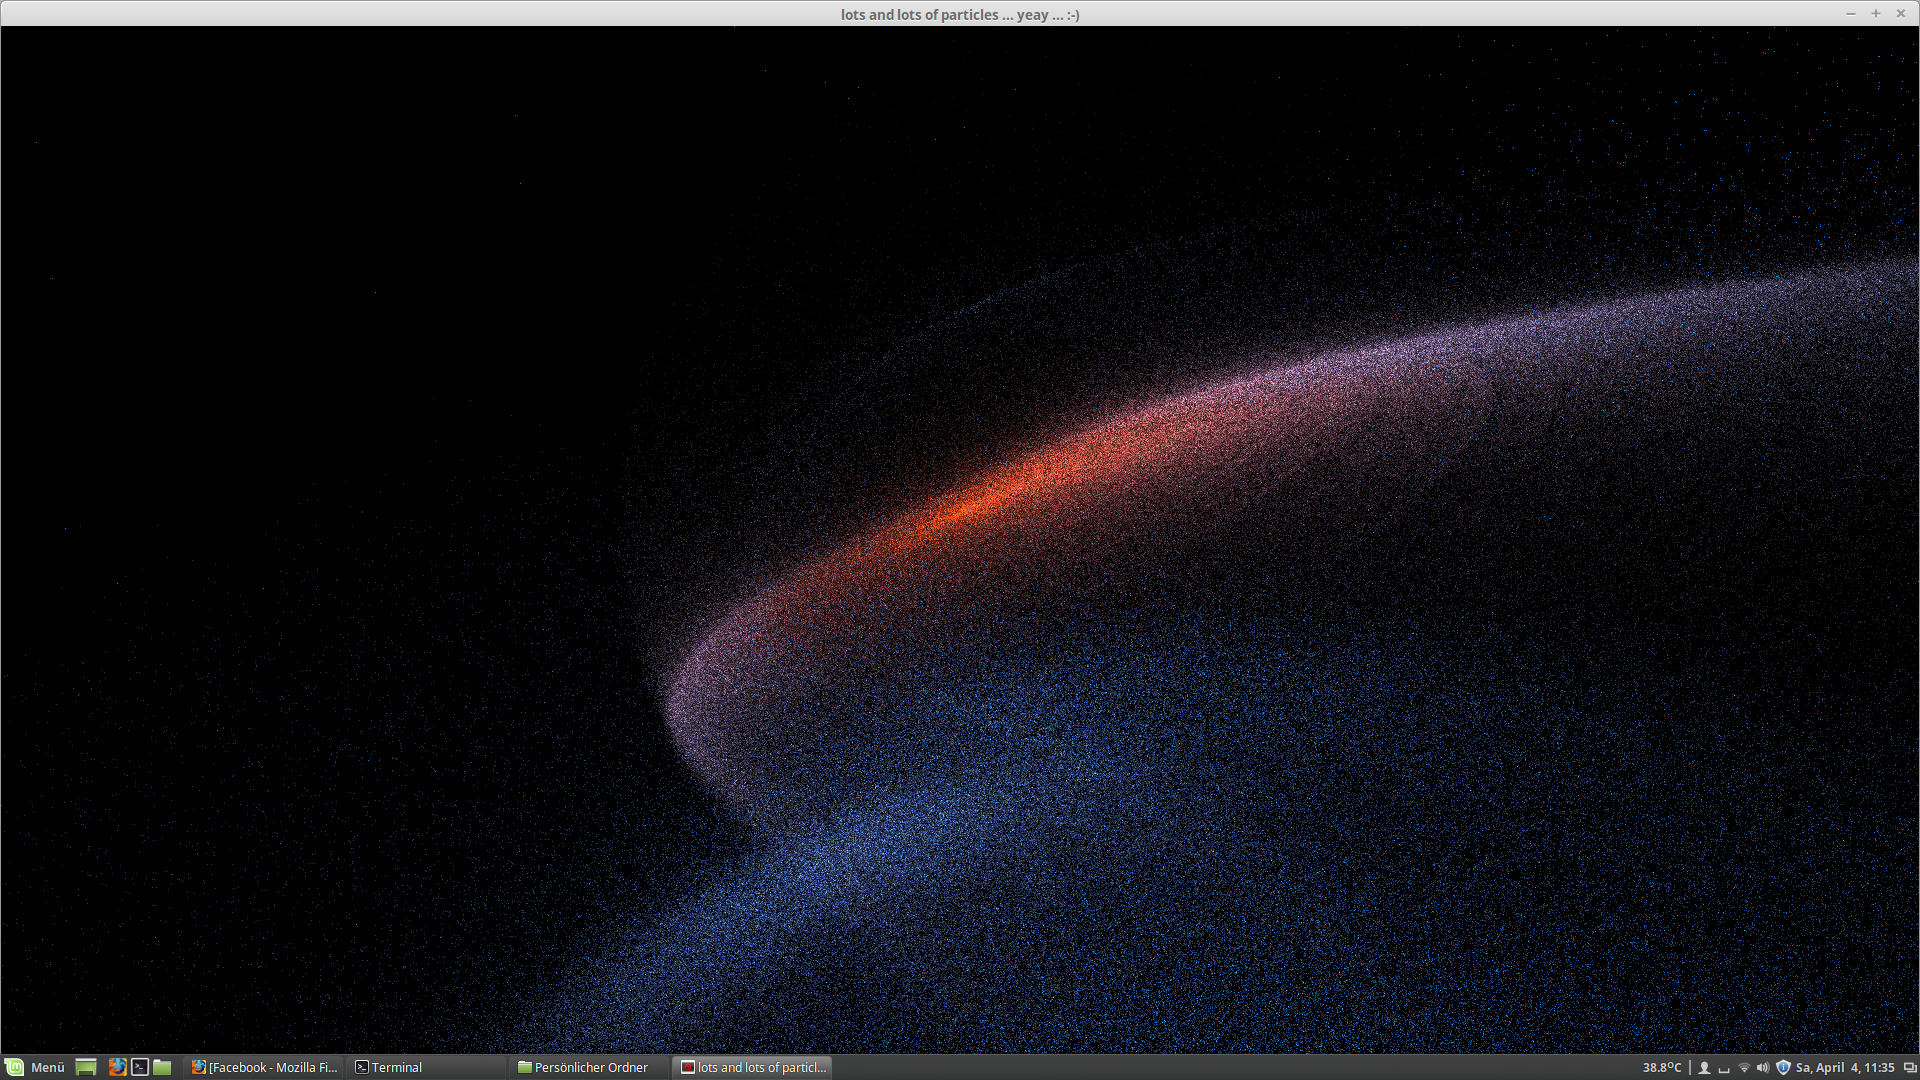 lots and lots of particles ... yeay ... :-)
Menü
[Facebook - Mozilla Fi...
Terminal
Persönlicher Ordner
lots and lots of particl...
38.8°C
Sa, April 4, 11:35